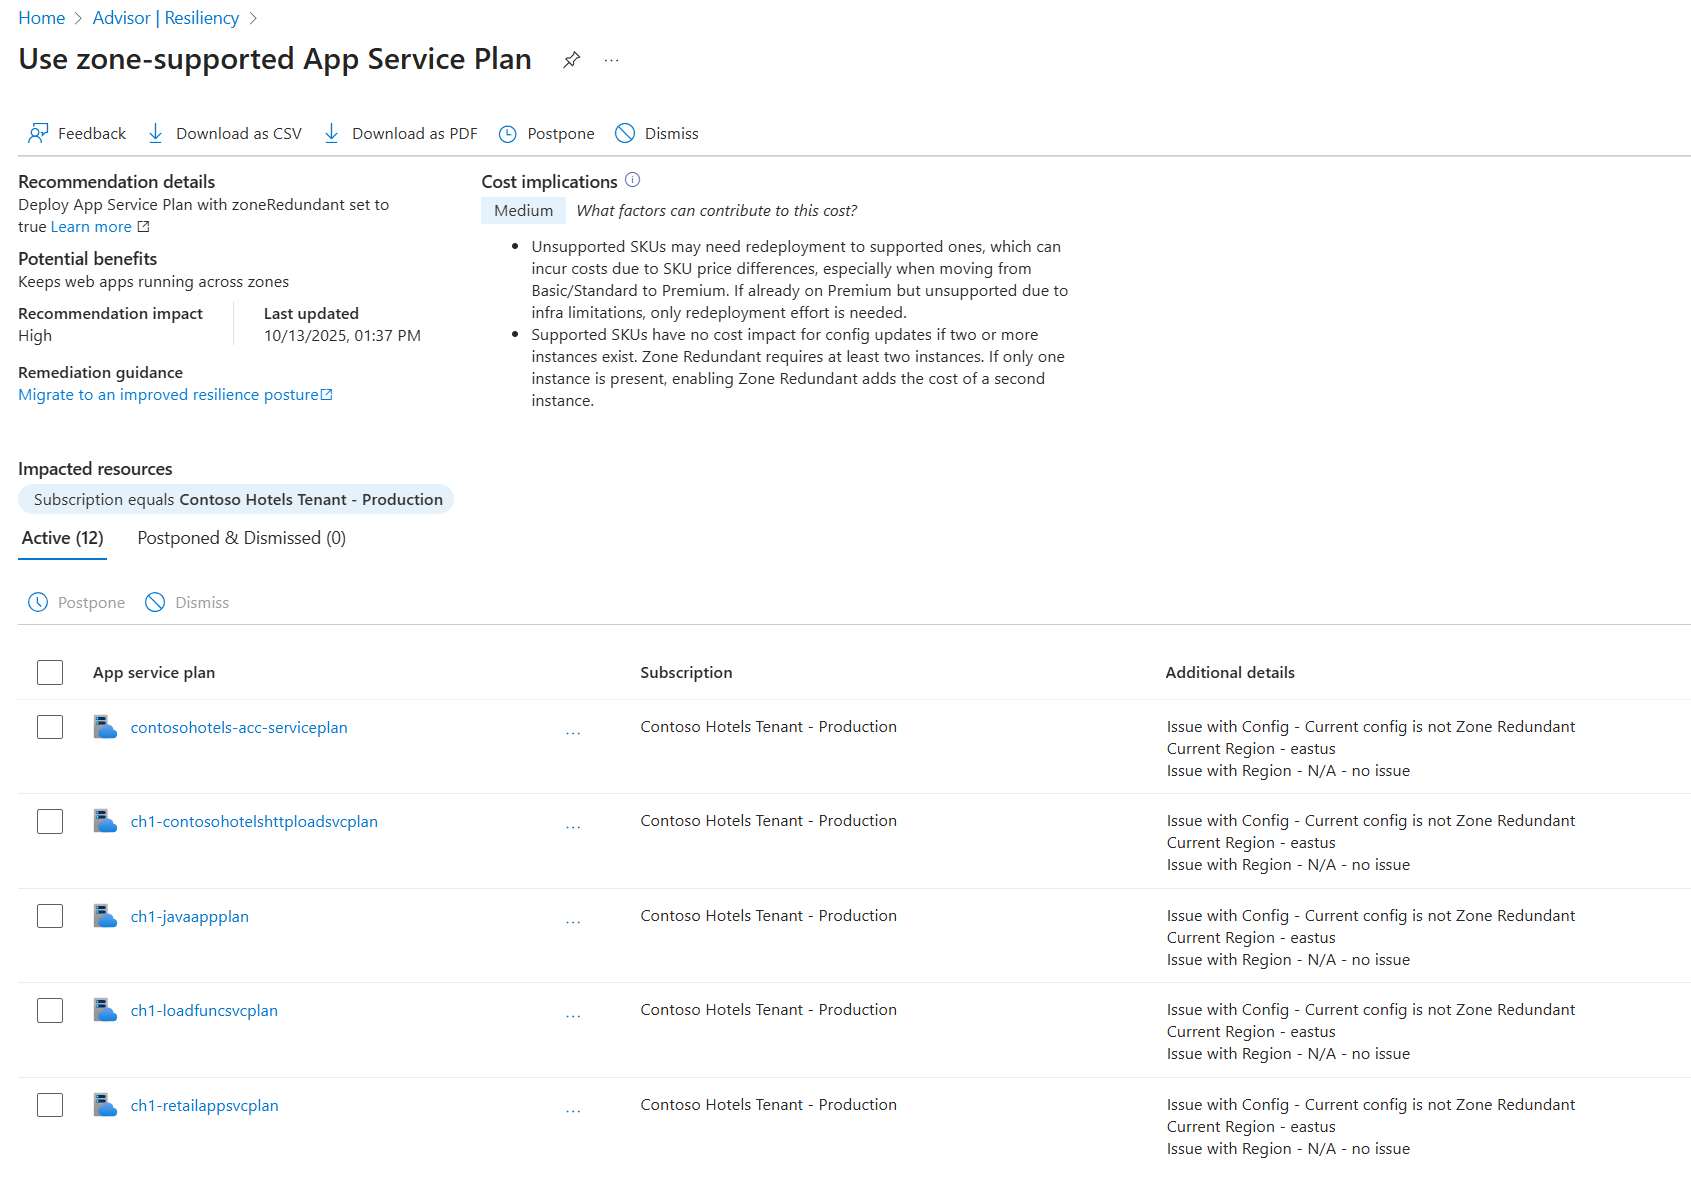 Home > Advisor | Resiliency >
Use zone-supported App Service Plan ...
Feedback Download as CSV Download as PDF Postpone Dismiss
Recommendation details
Deploy App Service Plan with zoneRedundant set to
true Learn more
Potential benefits
Keeps web apps running across zones
Recommendation impact
High
Last updated
10/13/2025, 01:37 PM
Remediation guidance
Migrate to an improved resilience posture
Cost implications
Medium What factors can contribute to this cost?
• Unsupported SKUs may need redeployment to supported ones, which can
incur costs due to SKU price differences, especially when moving from
Basic/Standard to Premium. If already on Premium but unsupported due to
infra limitations, only redeployment effort is needed.
• Supported SKUs have no cost impact for config updates if two or more
instances exist. Zone Redundant requires at least two instances. If only one
instance is present, enabling Zone Redundant adds the cost of a second
instance.
Impacted resources
Subscription equals Contoso Hotels Tenant - Production
Active (12) Postponed & Dismissed (0)
Postpone Dismiss
App service plan Subscription Additional details
contosohotels-acc-serviceplan ... Contoso Hotels Tenant - Production Issue with Config - Current config is not Zone Redundant
Current Region - eastus
Issue with Region - N/A - no issue
ch1-contosohotelshttploadsvcplan ... Contoso Hotels Tenant - Production Issue with Config - Current config is not Zone Redundant
Current Region - eastus
Issue with Region - N/A - no issue
ch1-javaappplan ... Contoso Hotels Tenant - Production Issue with Config - Current config is not Zone Redundant
Current Region - eastus
Issue with Region - N/A - no issue
ch1-loadfuncsvcplan ... Contoso Hotels Tenant - Production Issue with Config - Current config is not Zone Redundant
Current Region - eastus
Issue with Region - N/A - no issue
ch1-retailappsvcplan ... Contoso Hotels Tenant - Production Issue with Config - Current config is not Zone Redundant
Current Region - eastus
Issue with Region - N/A - no issue